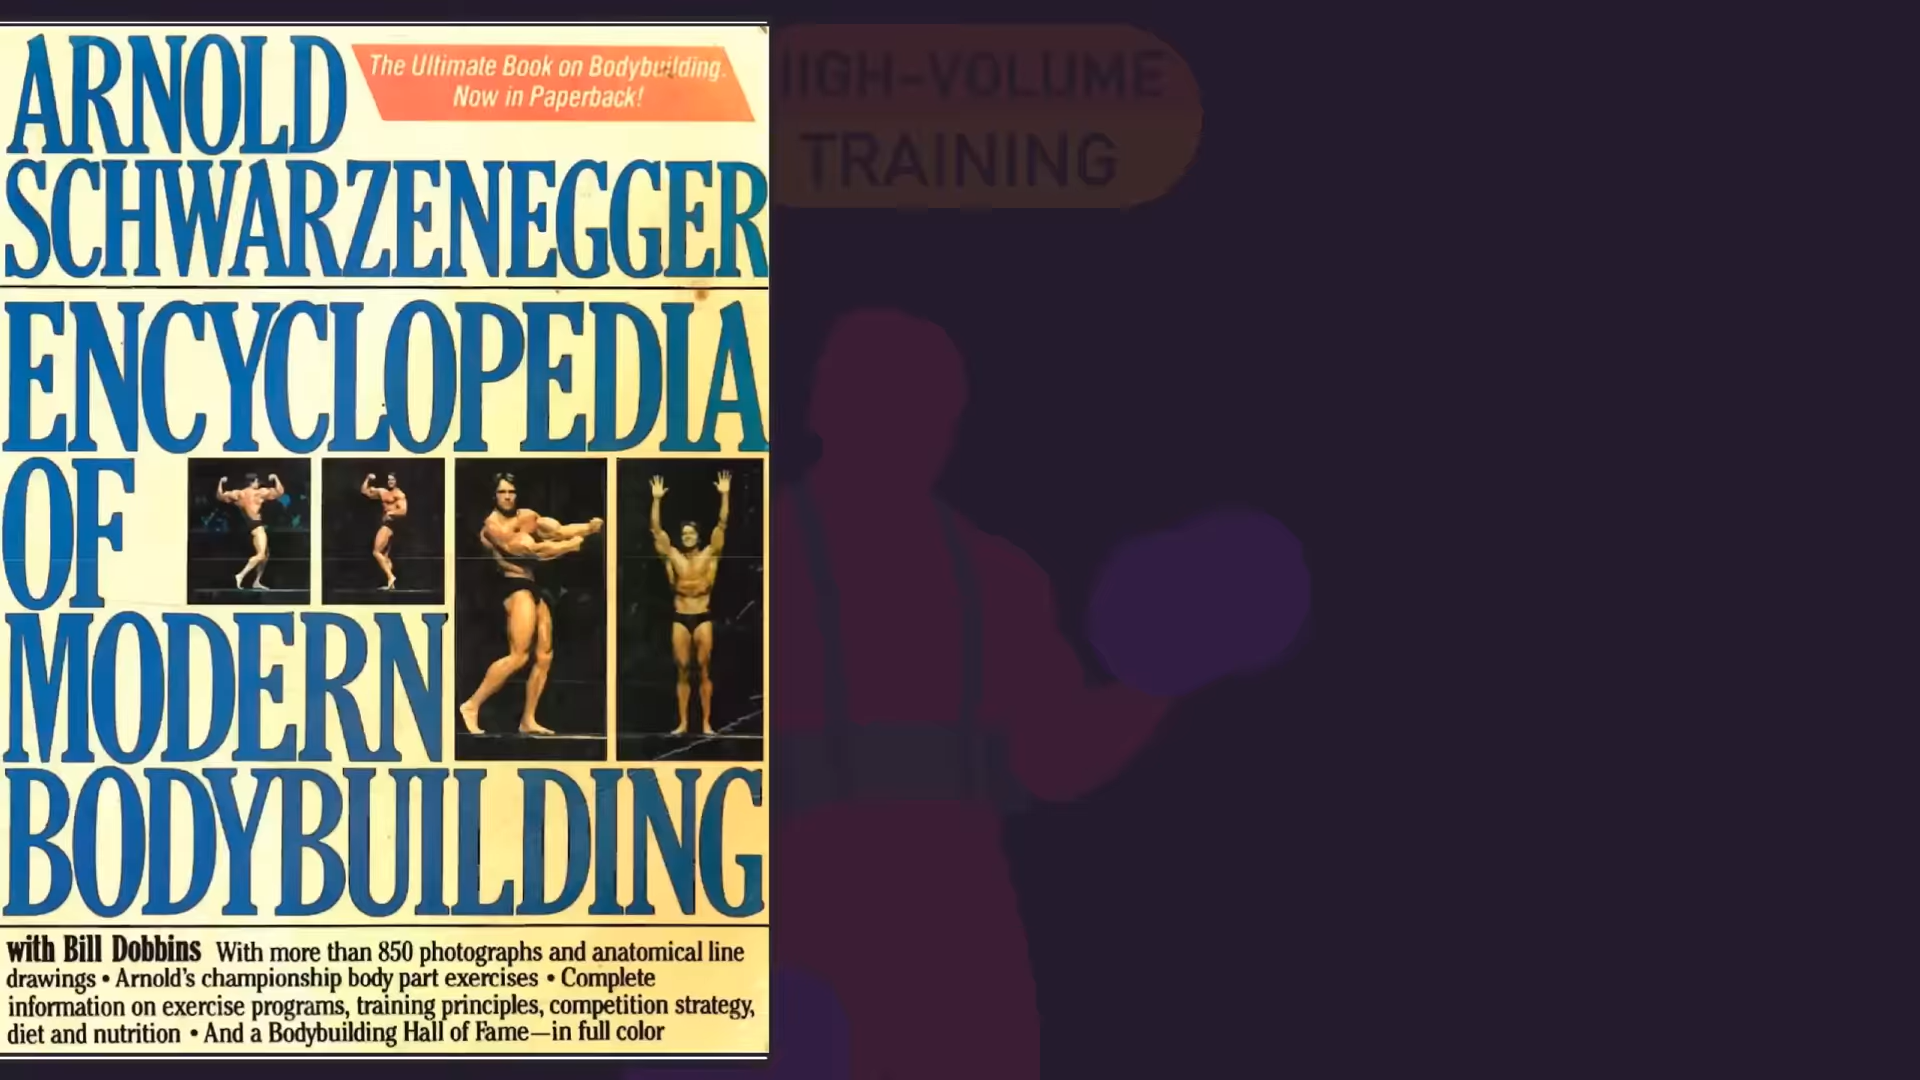 ARNOLD
The Ultimate Book on Bodybuilding.
Now in Paperback!
SCHWARZENEGGER
ENCYCLOPEDIA
OF
MODERN
BODYBUILDING
with Bill Dobbins With more than 850 photographs and anatomical line
drawings • Arnold's championship body part exercises • Complete
information on exercise programs, training principles, competition strategy,
diet and nutrition • And a Bodybuilding Hall of Fame—in full color
HIGH-VOLUME
TRAINING